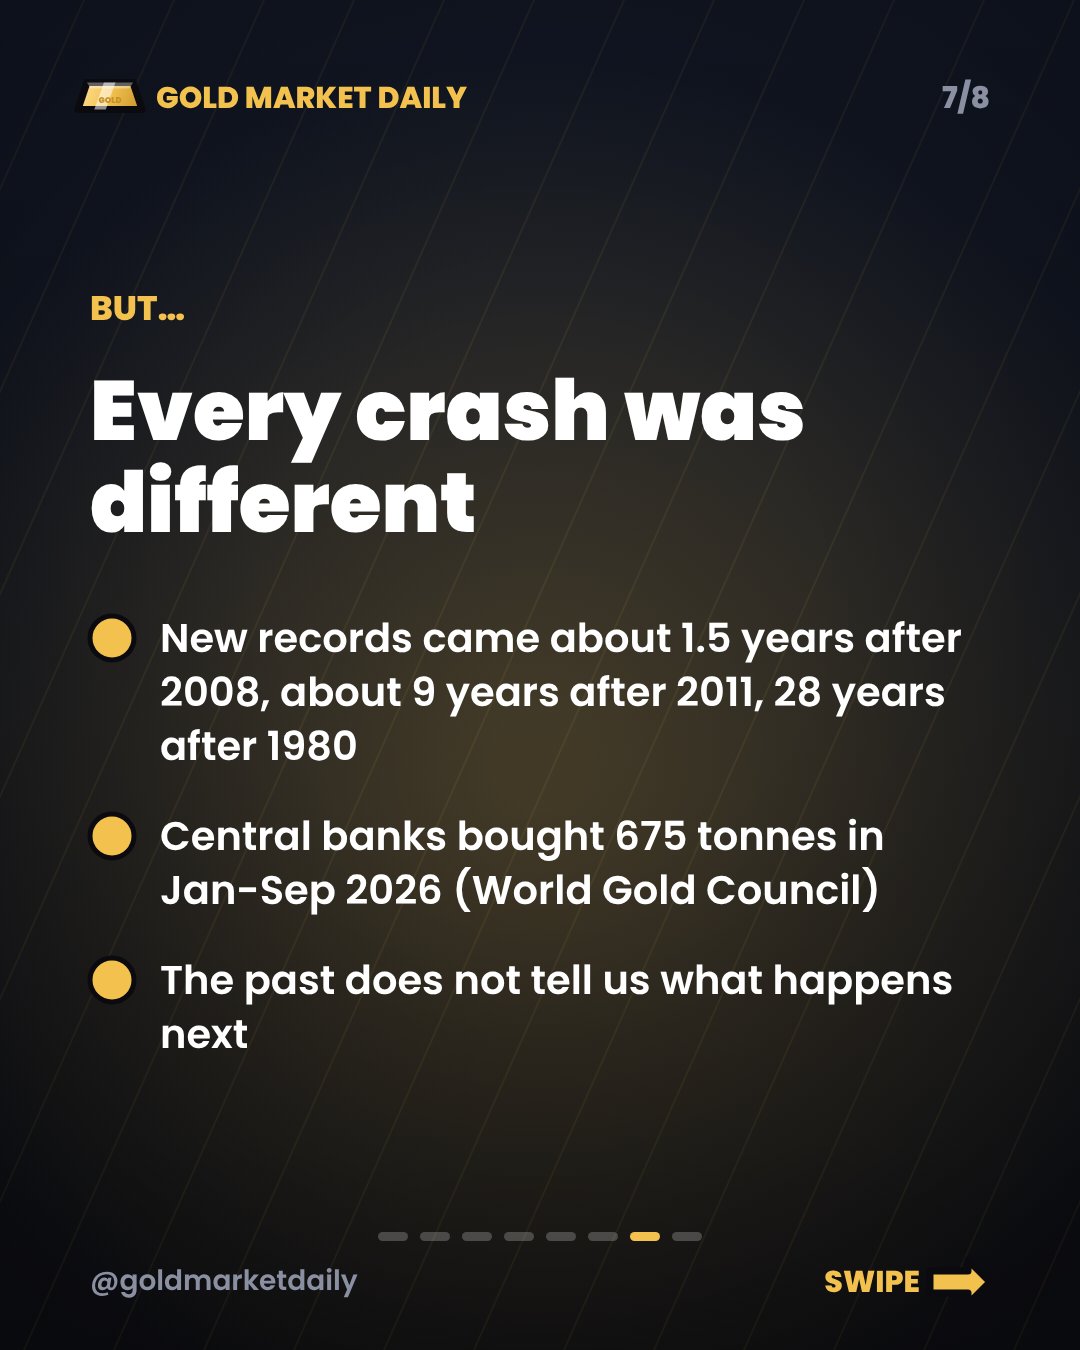 GOLD
GOLD MARKET DAILY
7/8
BUT...
Every crash was
different
New records came about 1.5 years after
2008, about 9 years after 2011, 28 years
after 1980
Central banks bought 675 tonnes in
Jan-Sep 2026 (World Gold Council)
The past does not tell us what happens
next
@goldmarketdaily
SWIPE